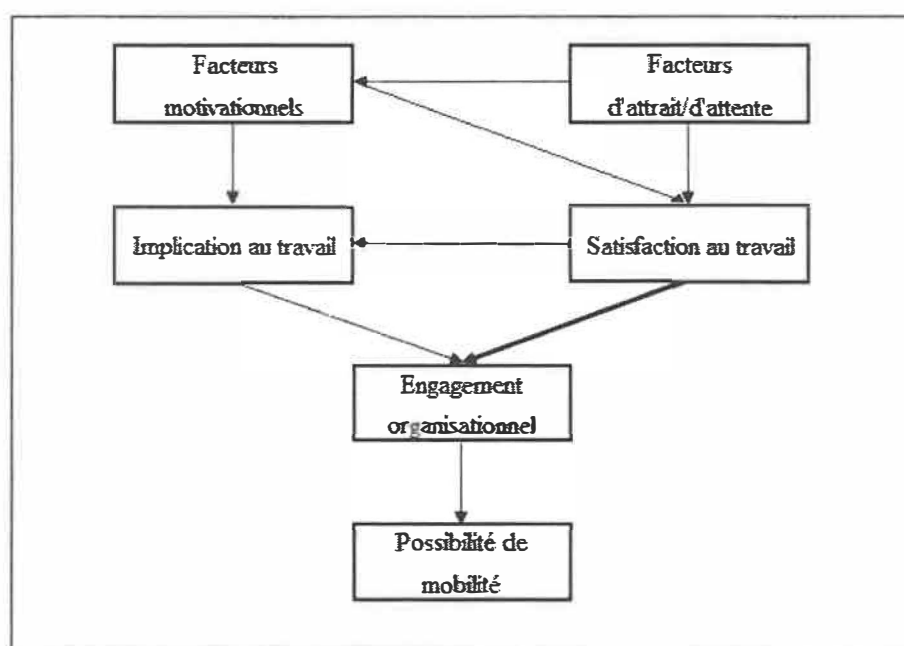 Facteurs
motivationnels
Facteurs
d'attrait/d'attente
Implication au travail
Satisfaction au travail
Engagement
organisationnel
Possibilité de
mobilité